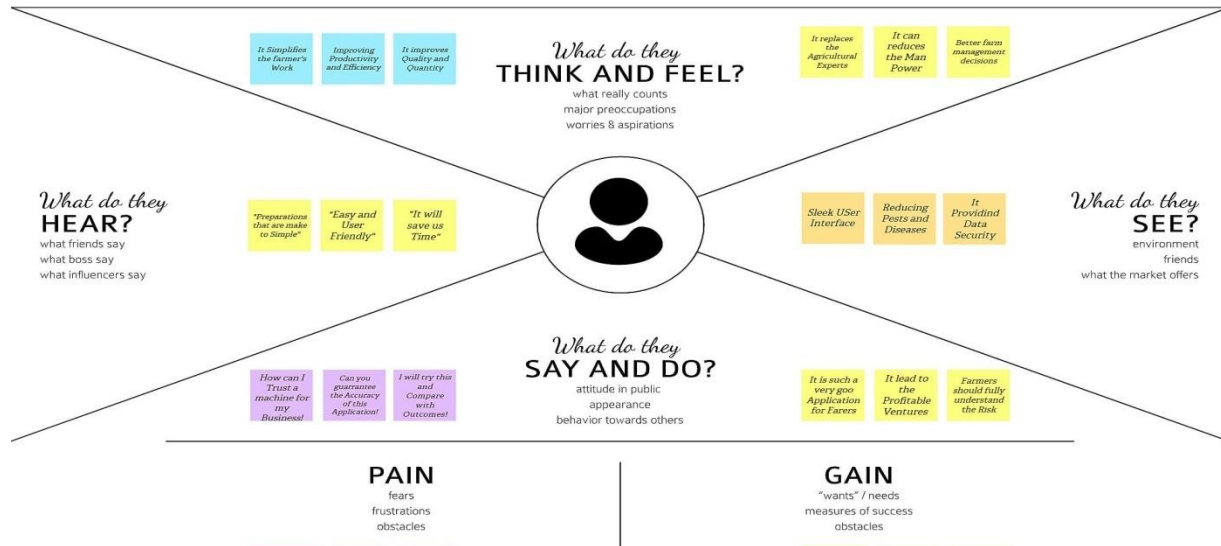 It Simplifies
the farmer's
Work
Improving
Productivity
and Efficiency
It improves
Quality and
Quantity
What do they
THINK AND FEEL?
what really counts
major preoccupations
worries & aspirations
It replaces
the
Agricultural
Experts
It can
reduces
the Man
Power
Better farm
management
decisions
What do they
HEAR?
what friends say
what boss say
what influencers say
"Preparations
that are make
to Simple"
"Easy and
User
Friendly"
"It will
save us
Time"
Sleek USer
Interface
Reducing
Pests and
Diseases
It
Providind
Data
Security
What do they
SEE?
environment
friends
what the market offers
How can I
Trust a
machine for
my
Business!
Can you
guarrantee
the Accuracy
of this
Application!
I will try this
and
Compare
with
Outcomes!
What do they
SAY AND DO?
attitude in public
appearance
behavior towards others
It is such a
very goo
Application
for Farers
It lead to
the
Profitable
Ventures
Farmers
should fully
understand
the Risk
PAIN
fears
frustrations
obstacles
GAIN
"wants" / needs
measures of success
obstacles